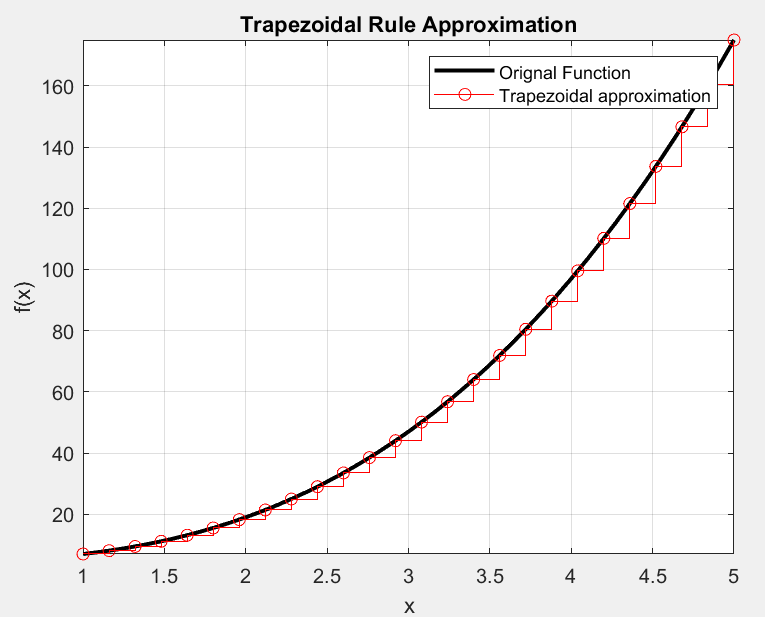 Trapezoidal Rule Approximation
Orignal Function
Trapezoidal approximation
160
140
120
100
80
60
40
20
f(x)
1 1.5 2 2.5 3 3.5 4 4.5 5
x